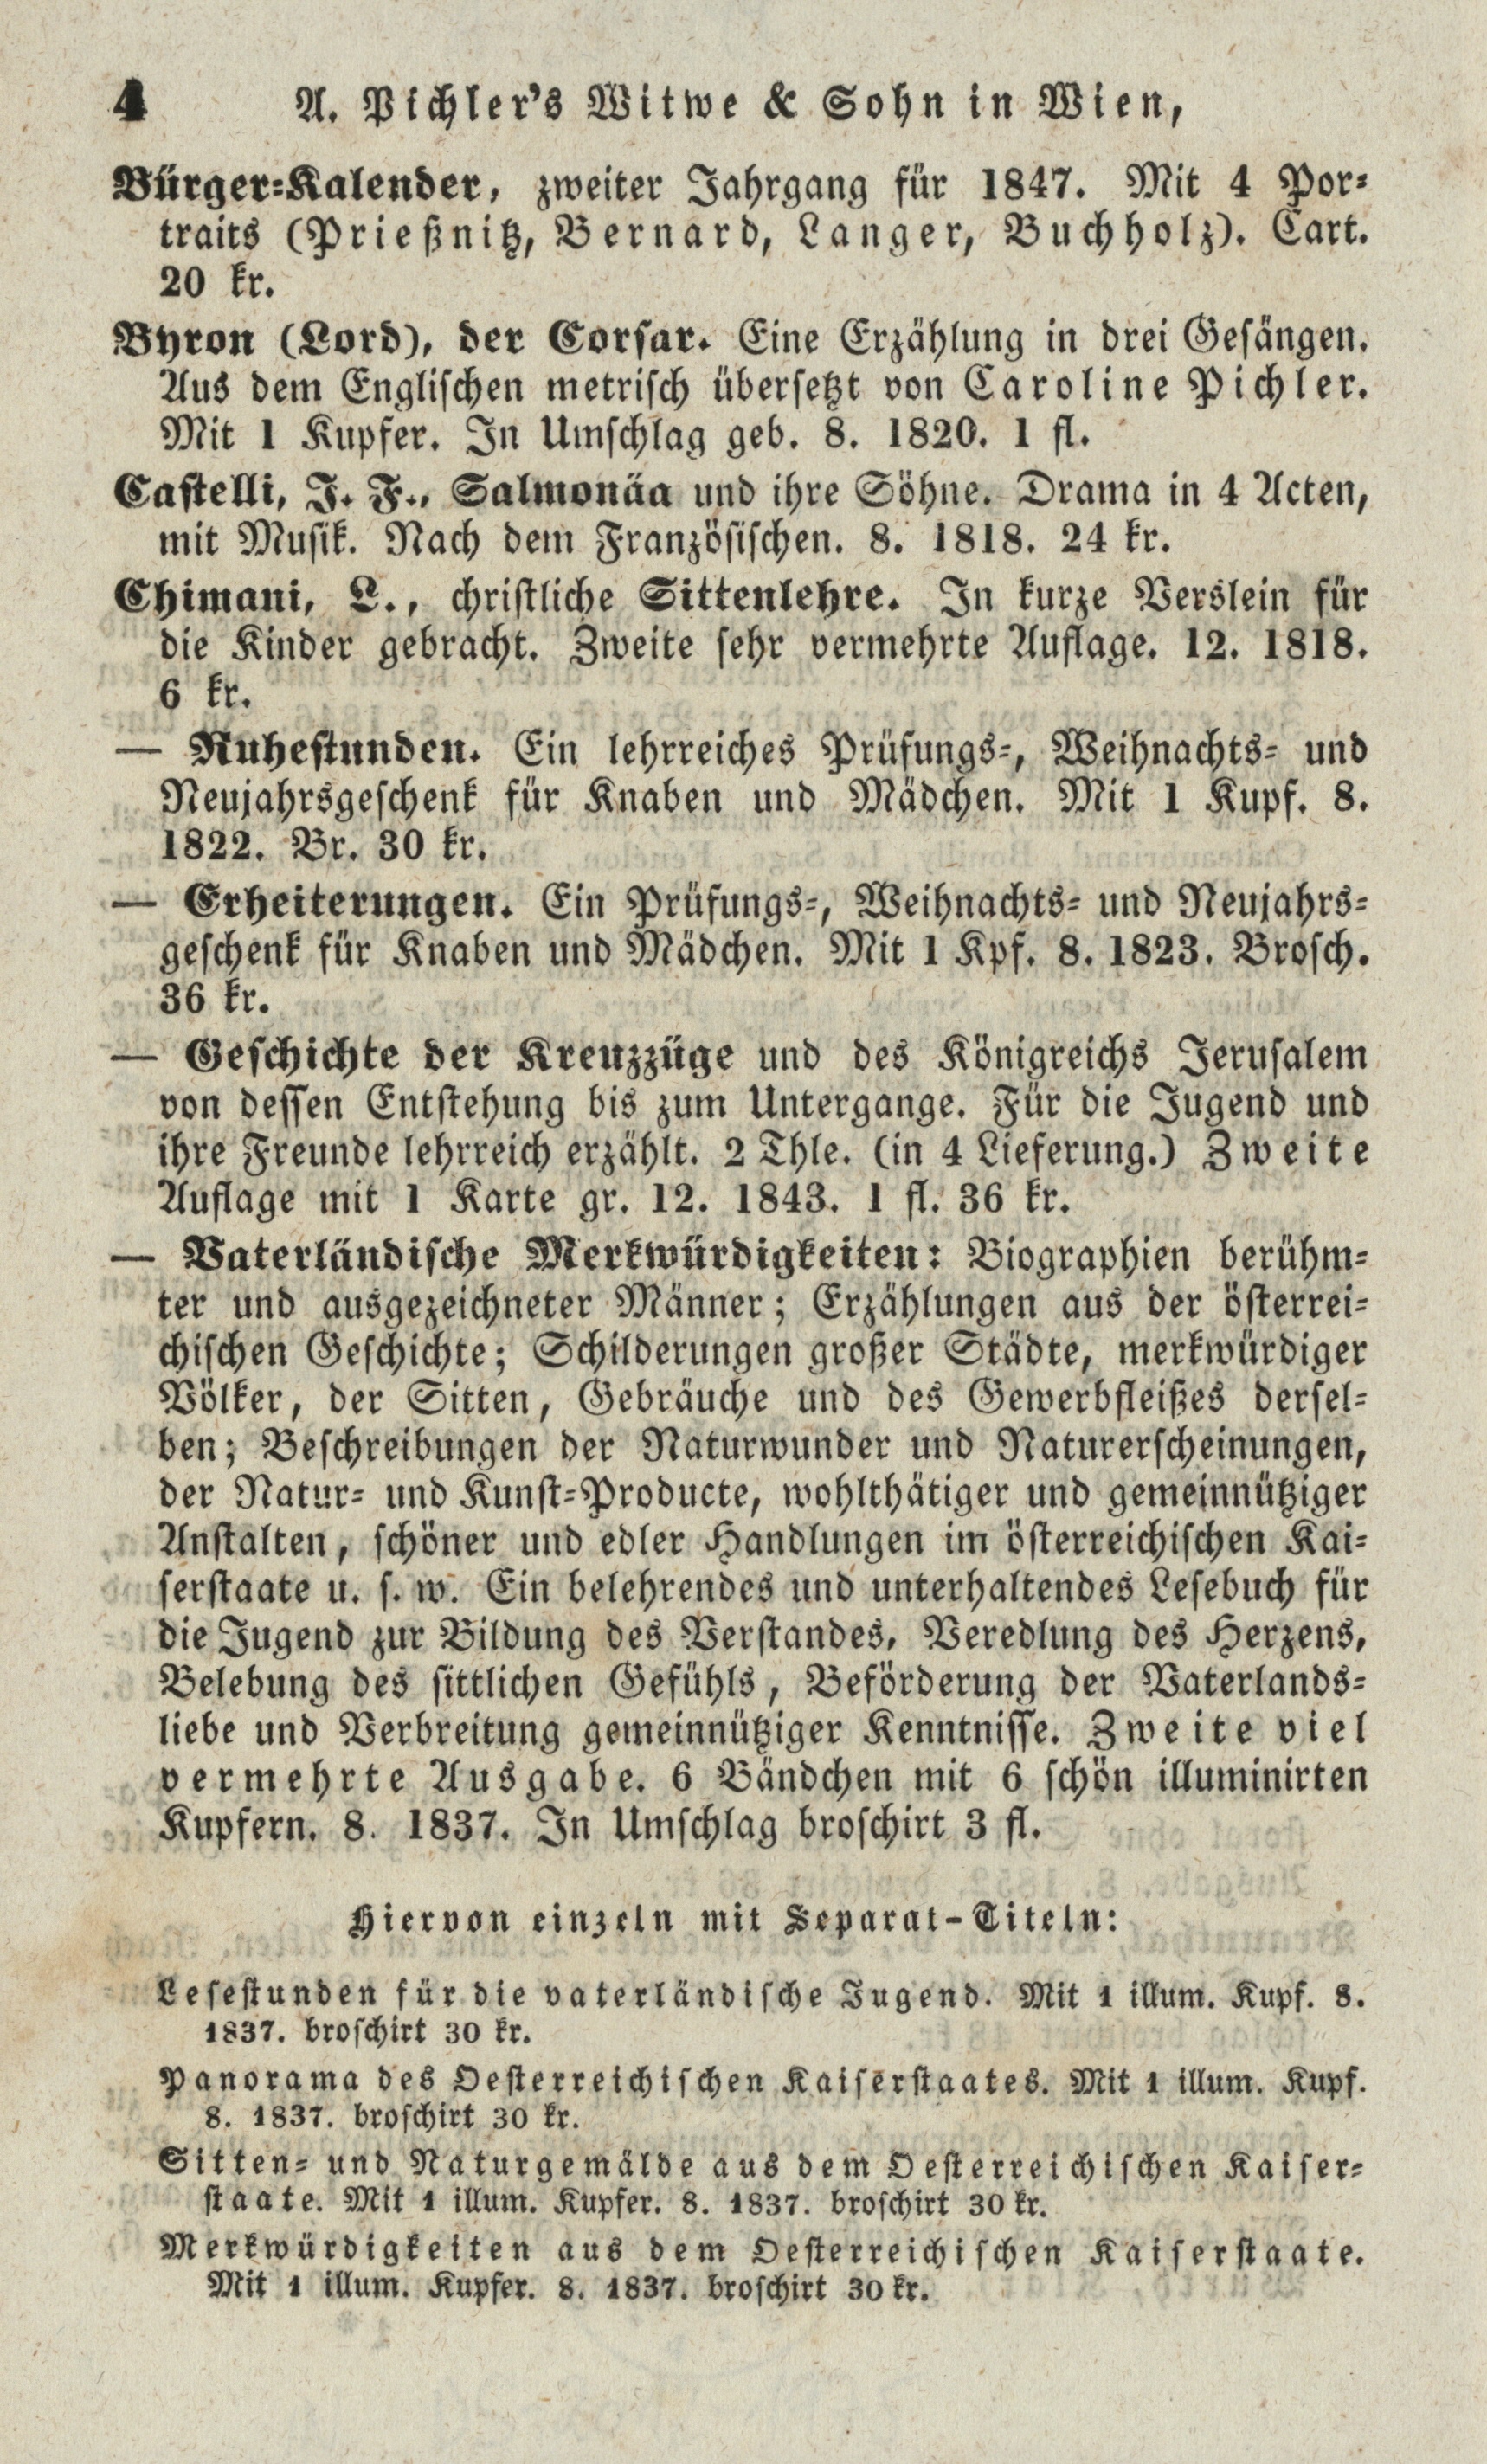 4 A. Pichler's Witwe & Sohn in Wien,
Bürger-Kalender, zweiter Jahrgang für 1847. Mit 4 Por-
traits (Prießnitz, Bernard, Langer, Buchholz). Cart.
20 kr.
Byron (Lord), der Corsar. Eine Erzählung in drei Gesängen.
Aus dem Englischen metrisch übersetzt von Caroline Pichler.
Mit 1 Kupfer. In Umschlag geb. 8. 1820. 1 fl.
Castelli, J. F., Salmonäa und ihre Söhne. Drama in 4 Acten,
mit Musik. Nach dem Französischen. 8. 1818. 24 kr.
Chimani, L., christliche Sittenlehre. In kurze Verslein für
die Kinder gebracht. Zweite sehr vermehrte Auflage. 12. 1818.
6 kr.
— Ruhestunden. Ein lehrreiches Prüfungs-, Weihnachts- und
Neujahrsgeschenk für Knaben und Mädchen. Mit 1 Kupf. 8.
1822. Br. 30 kr.
— Erheiterungen. Ein Prüfungs-, Weihnachts- und Neujahrs-
geschenk für Knaben und Mädchen. Mit 1 Kpf. 8. 1823. Brosch.
36 kr.
— Geschichte der Kreuzzüge und des Königreichs Jerusalem
von dessen Entstehung bis zum Untergange. Für die Jugend und
ihre Freunde lehrreich erzählt. 2 Thle. (in 4 Lieferung.) Zweite
Auflage mit 1 Karte gr. 12. 1843. 1 fl. 36 kr.
— Vaterländische Merkwürdigkeiten: Biographien berühm-
ter und ausgezeichneter Männer; Erzählungen aus der österrei-
chischen Geschichte; Schilderungen großer Städte, merkwürdiger
Völker, der Sitten, Gebräuche und des Gewerbfleißes dersel-
ben; Beschreibungen der Naturwunder und Naturerscheinungen,
der Natur- und Kunst-Producte, wohlthätiger und gemeinnütziger
Anstalten, schöner und edler Handlungen im österreichischen Kai-
serstaate u. s. w. Ein belehrendes und unterhaltendes Lesebuch für
die Jugend zur Bildung des Verstandes, Veredlung des Herzens,
Belebung des sittlichen Gefühls, Beförderung der Vaterlands-
liebe und Verbreitung gemeinnütziger Kenntnisse. Zweite viel
vermehrte Ausgabe. 6 Bändchen mit 6 schön illuminirten
Kupfern. 8. 1837. In Umschlag broschirt 3 fl.
Hiervon einzeln mit Separat-Titeln:
Lesestunden für die vaterländische Jugend. Mit 1 illum. Kupf. 8.
1837. broschirt 30 kr.
Panorama des Oesterreichischen Kaiserstaates. Mit 1 illum. Kupf.
8. 1837. broschirt 30 kr.
Sitten- und Naturgemälde aus dem Oesterreichischen Kaiser-
staate. Mit 1 illum. Kupfer. 8. 1837. broschirt 30 kr.
Merkwürdigkeiten aus dem Oesterreichischen Kaiserstaate.
Mit 1 illum. Kupfer. 8. 1837. broschirt 30 kr.